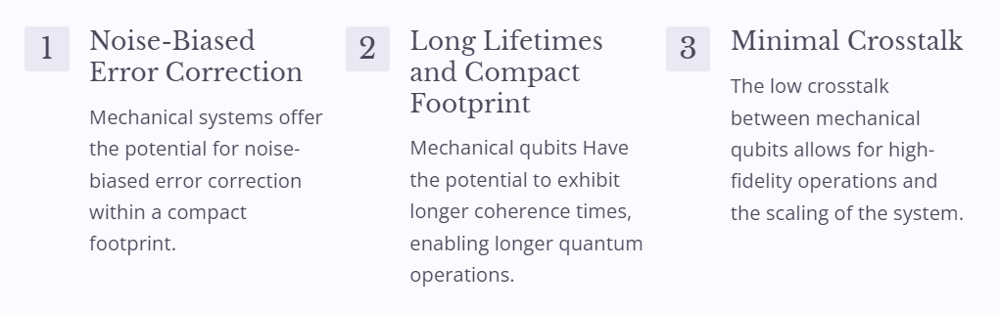 1
Noise-Biased
Error Correction
Mechanical systems offer
the potential for noise-
biased error correction
within a compact
footprint.
2
Long Lifetimes
and Compact
Footprint
Mechanical qubits Have
the potential to exhibit
longer coherence times,
enabling longer quantum
operations.
3
Minimal Crosstalk
The low crosstalk
between mechanical
qubits allows for high-
fidelity operations and
the scaling of the system.